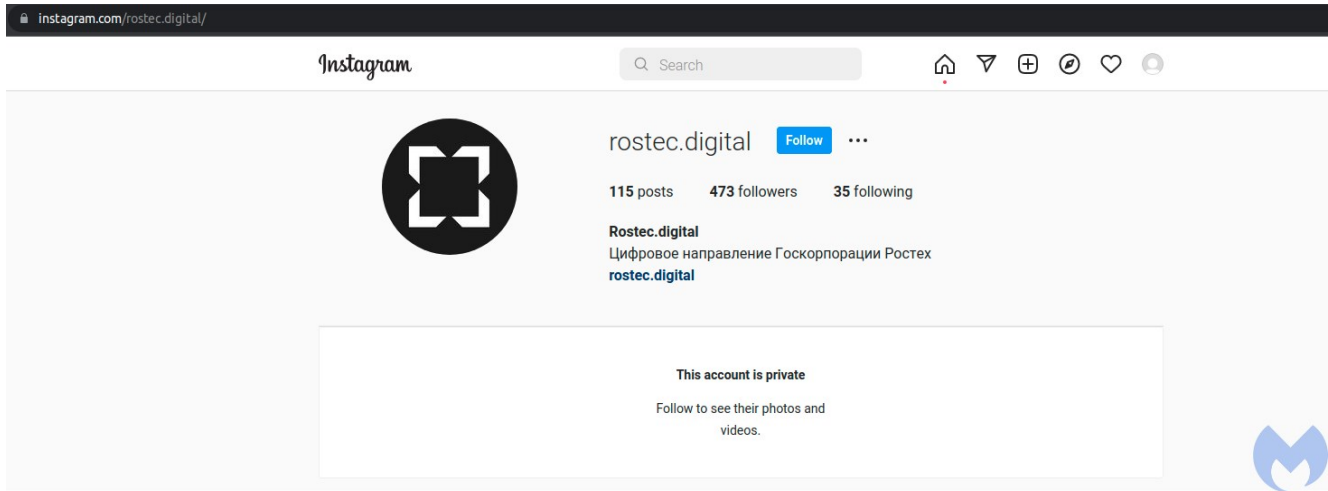 instagram.com/rostec.digital/
Instagram
Search
rostec.digital Follow
115 posts 473 followers 35 following
Rostec.digital
Цифровое направление Госкорпорации Ростех
rostec.digital
This account is private
Follow to see their photos and
videos.